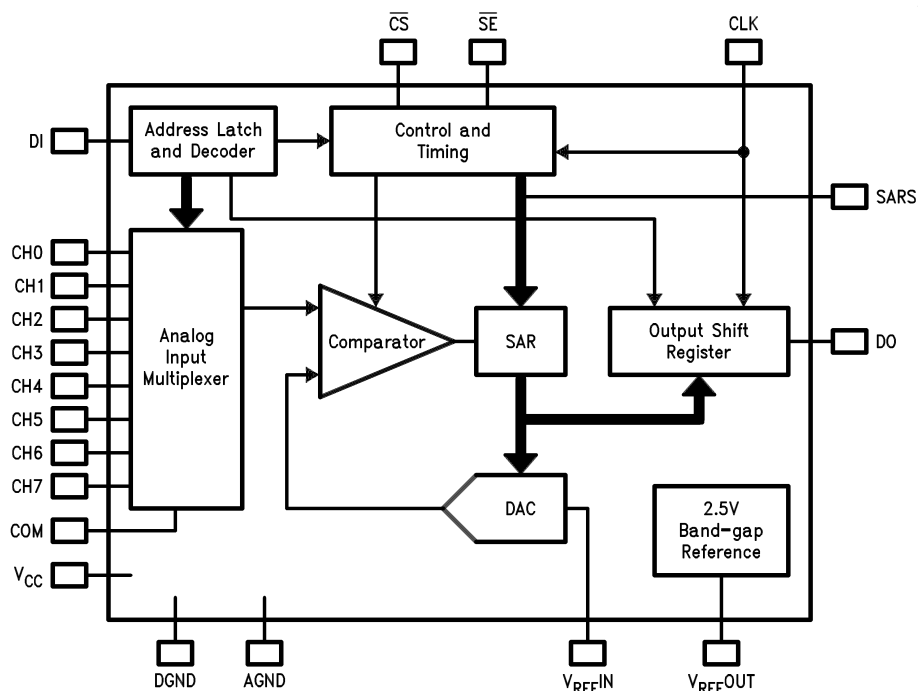 C̅S̅
S̅E̅
CLK
DI
Address Latch
and Decoder
Control and
Timing
SARS
CH0
CH1
CH2
CH3
CH4
CH5
CH6
CH7
COM
VCC
Analog
Input
Multiplexer
Comparator
SAR
Output Shift
Register
DO
DAC
2.5V
Band-gap
Reference
DGND
AGND
VREFIN
VREFOUT